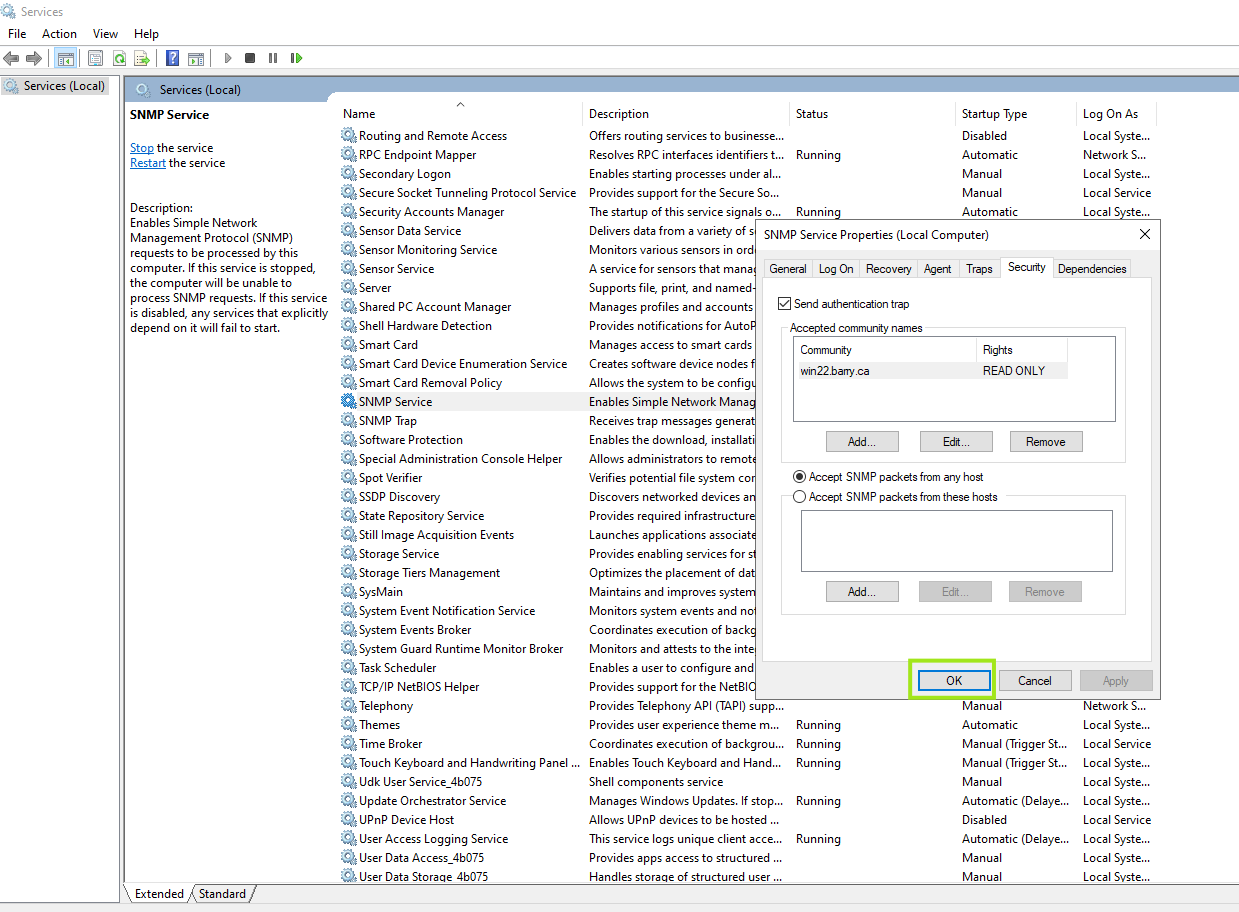 Services
File Action View Help
Services (Local)
Services (Local)
SNMP Service
Stop the service
Restart the service
Description:
Enables Simple Network
Management Protocol (SNMP)
requests to be processed by this
computer. If this service is stopped,
the computer will be unable to
process SNMP requests. If this service
is disabled, any services that explicitly
depend on it will fail to start.
Name Description Status Startup Type Log On As
Routing and Remote Access Offers routing services to businesse... Disabled Local Syste...
RPC Endpoint Mapper Resolves RPC interfaces identifiers t... Running Automatic Network S...
Secondary Logon Enables starting processes under al... Manual Local Syste...
Secure Socket Tunneling Protocol Service Provides support for the Secure So... Manual Local Service
Security Accounts Manager The startup of this service signals o... Running Automatic Local Syste...
Sensor Data Service Delivers data from a variety of s
Sensor Monitoring Service Monitors various sensors in orde
Sensor Service A service for sensors that mana
Server Supports file, print, and named-
Shared PC Account Manager Manages profiles and accounts
Shell Hardware Detection Provides notifications for AutoP
Smart Card Manages access to smart cards
Smart Card Device Enumeration Service Creates software device nodes f
Smart Card Removal Policy Allows the system to be configu
SNMP Service Enables Simple Network Manag
SNMP Trap Receives trap messages generat
Software Protection Enables the download, installati
Special Administration Console Helper Allows administrators to remote
Spot Verifier Verifies potential file system cor
SSDP Discovery Discovers networked devices an
State Repository Service Provides required infrastructure
Still Image Acquisition Events Launches applications associate
Storage Service Provides enabling services for st
Storage Tiers Management Optimizes the placement of dat
SysMain Maintains and improves system
System Event Notification Service Monitors system events and not
System Events Broker Coordinates execution of backg
System Guard Runtime Monitor Broker Monitors and attests to the inte
Task Scheduler Enables a user to configure and
TCP/IP NetBIOS Helper Provides support for the NetBIO
Telephony Provides Telephony API (TAPI) supp... Manual Network S...
Themes Provides user experience theme m... Running Automatic Local Syste...
Time Broker Coordinates execution of backgrou... Running Manual (Trigger St... Local Service
Touch Keyboard and Handwriting Panel ... Enables Touch Keyboard and Hand... Running Manual (Trigger St... Local Syste...
Udk User Service_4b075 Shell components service Manual Local Syste...
Update Orchestrator Service Manages Windows Updates. If stop... Running Automatic (Delaye... Local Syste...
UPnP Device Host Allows UPnP devices to be hosted ... Disabled Local Service
User Access Logging Service This service logs unique client acce... Running Automatic (Delaye... Local Syste...
User Data Access_4b075 Provides apps access to structured ... Manual Local Syste...
User Data Storage_4b075 Handles storage of structured user ... Manual Local Syste...
Extended Standard
SNMP Service Properties (Local Computer)
General Log On Recovery Agent Traps Security Dependencies
Send authentication trap
Accepted community names
Community Rights
win22.barry.ca READ ONLY
Add... Edit... Remove
Accept SNMP packets from any host
Accept SNMP packets from these hosts
Add... Edit... Remove
OK Cancel Apply